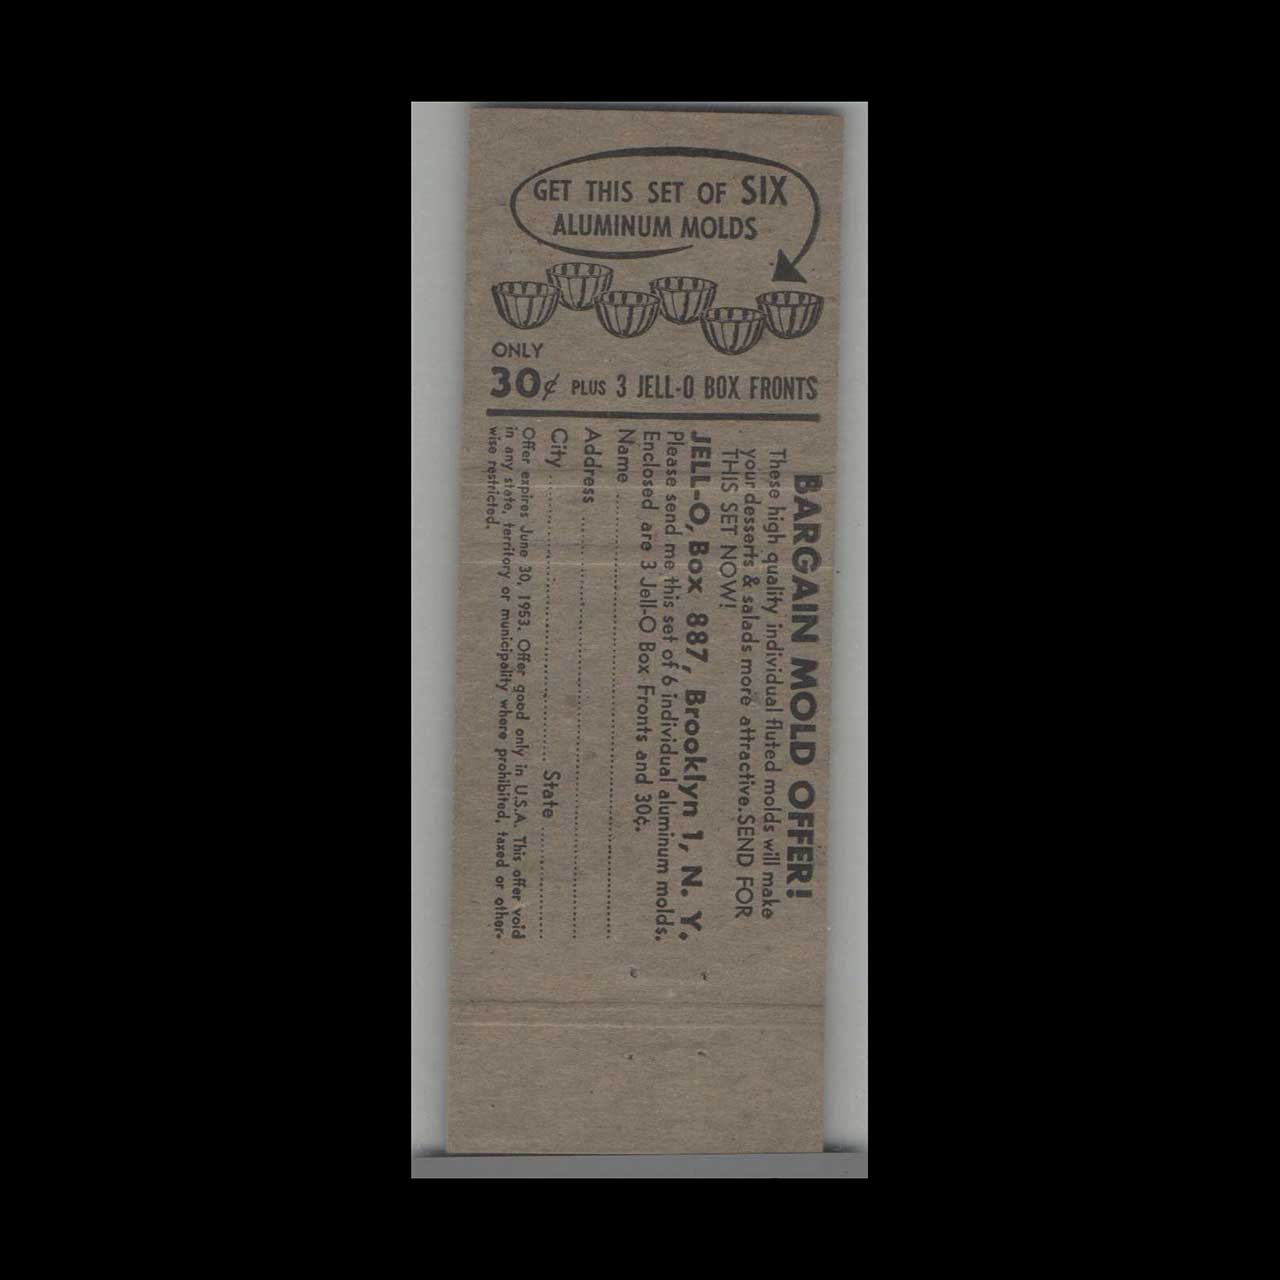 GET THIS SET OF SIX
ALUMINUM MOLDS
ONLY
30¢ PLUS 3 JELL-O BOX FRONTS
BARGAIN MOLD OFFER!
These high quality individual fluted molds will make
your desserts & salads more attractive. SEND FOR
THIS SET NOW!
JELL-O, Box 887, Brooklyn 1, N. Y.
Please send me this set of 6 individual aluminum molds.
Enclosed are 3 Jell-O Box Fronts and 30¢.
Name
Address
City State
Offer expires June 30, 1953. Offer good only in U.S.A. This offer void
in any state, territory or municipality where prohibited, taxed or other-
wise restricted.